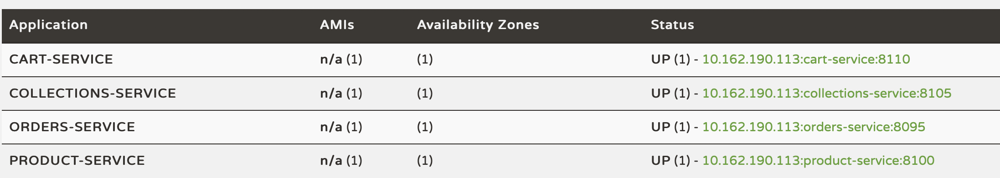 Application AMIs Availability Zones Status
CART-SERVICE n/a (1) (1) UP (1) - 10.162.190.113:cart-service:8110
COLLECTIONS-SERVICE n/a (1) (1) UP (1) - 10.162.190.113:collections-service:8105
ORDERS-SERVICE n/a (1) (1) UP (1) - 10.162.190.113:orders-service:8095
PRODUCT-SERVICE n/a (1) (1) UP (1) - 10.162.190.113:product-service:8100